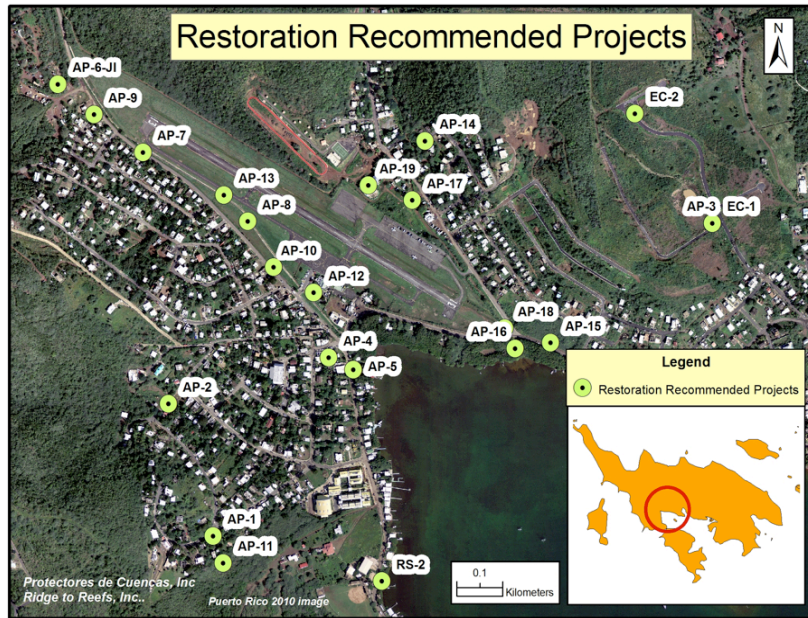 Restoration Recommended Projects
N
AP-6-JI
AP-9
EC-2
AP-14
AP-7
AP-19
AP-13
AP-17
AP-3 EC-1
AP-8
AP-10
AP-12
AP-18
AP-16
AP-15
AP-4
AP-5
Legend
Restoration Recommended Projects
AP-2
AP-1
AP-11
RS-2
0.1
Kilometers
Protectores de Cuencas, Inc
Ridge to Reefs, Inc..
Puerto Rico 2010 image